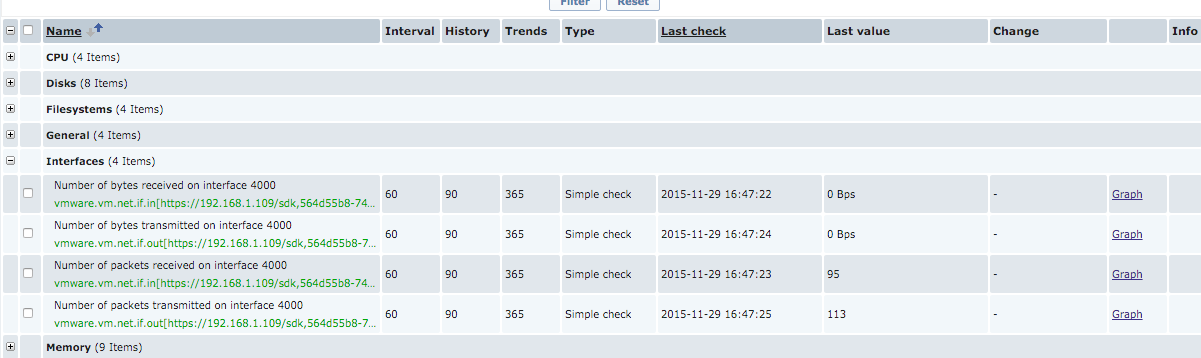 Filter Reset
Name Interval History Trends Type Last check Last value Change Info
CPU (4 Items)
Disks (8 Items)
Filesystems (4 Items)
General (4 Items)
Interfaces (4 Items)
Number of bytes received on interface 4000
vmware.vm.net.if.in[https://192.168.1.109/sdk,564d55b8-74... 60 90 365 Simple check 2015-11-29 16:47:22 0 Bps - Graph
Number of bytes transmitted on interface 4000
vmware.vm.net.if.out[https://192.168.1.109/sdk,564d55b8-7... 60 90 365 Simple check 2015-11-29 16:47:24 0 Bps - Graph
Number of packets received on interface 4000
vmware.vm.net.if.in[https://192.168.1.109/sdk,564d55b8-74... 60 90 365 Simple check 2015-11-29 16:47:23 95 - Graph
Number of packets transmitted on interface 4000
vmware.vm.net.if.out[https://192.168.1.109/sdk,564d55b8-7... 60 90 365 Simple check 2015-11-29 16:47:25 113 - Graph
Memory (9 Items)